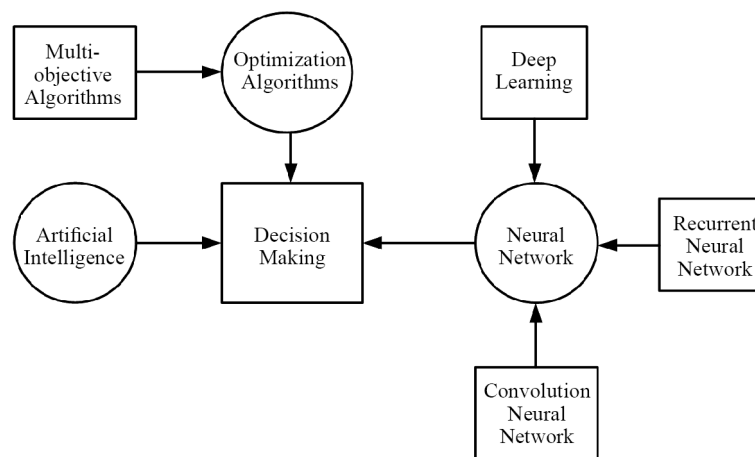 Multi-
objective
Algorithms
Optimization
Algorithms
Deep
Learning
Artificial
Intelligence
Decision
Making
Neural
Network
Recurrent
Neural
Network
Convolution
Neural
Network